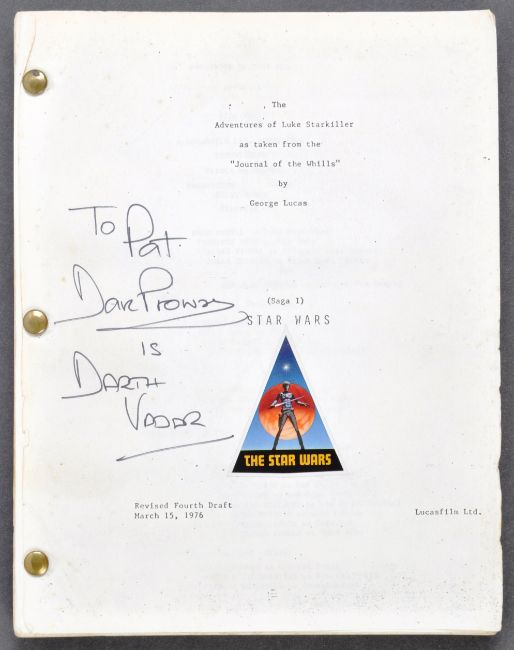 The
Adventures of Luke Starkiller
as taken from the
"Journal of the Whills"
by
George Lucas
To Pat
Dave Prowse
IS
DARTH
VADER
(Saga I)
STAR WARS
THE STAR WARS
Revised Fourth Draft
March 15, 1976
Lucasfilm Ltd.